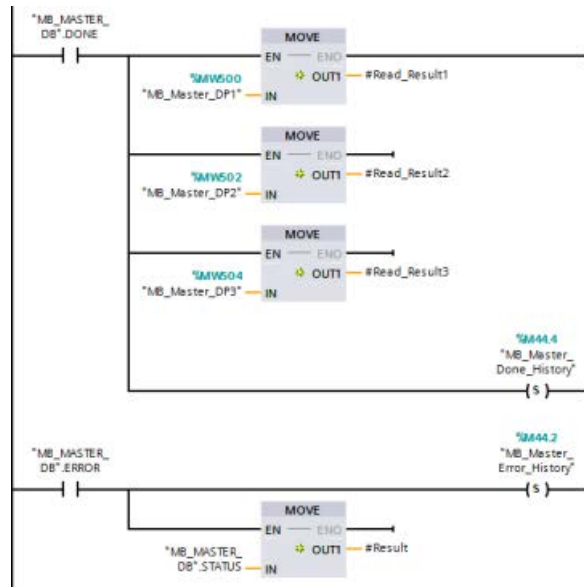 "MB_MASTER_
DB".DONE
MOVE
EN ENO
%MW500
"MB_Master_DP1" IN
OUT1 #Read_Result1
MOVE
EN ENO
%MW502
"MB_Master_DP2" IN
OUT1 #Read_Result2
MOVE
EN ENO
%MW504
"MB_Master_DP3" IN
OUT1 #Read_Result3
%M44.4
"MB_Master_
Done_History"
S
"MB_MASTER_
DB".ERROR
%M44.2
"MB_Master_
Error_History"
S
MOVE
EN ENO
OUT1 #Result
"MB_MASTER_
DB".STATUS IN